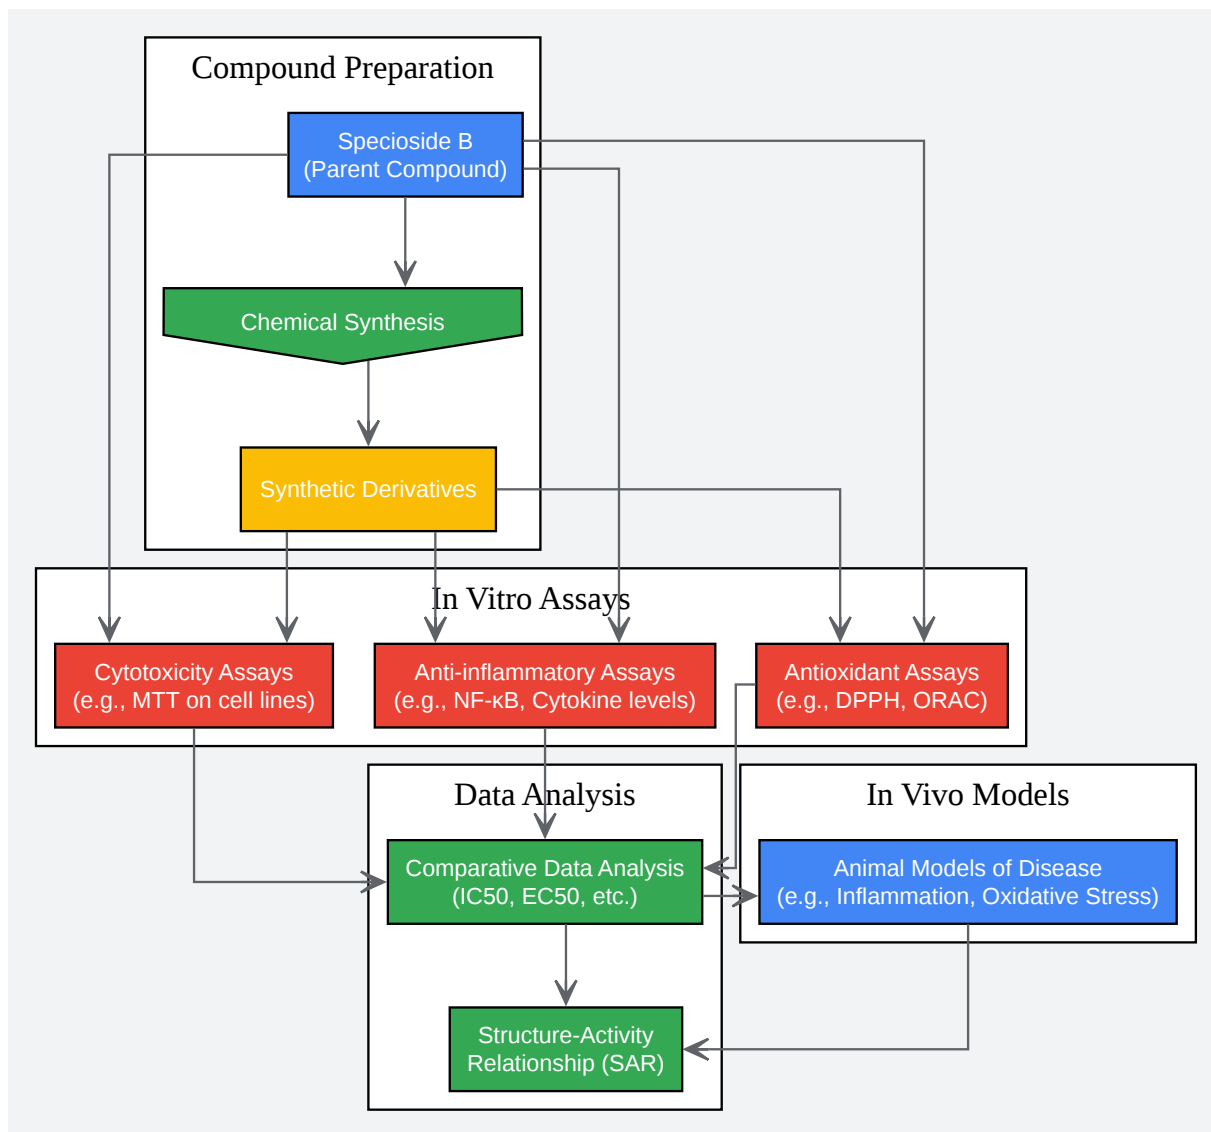 Compound Preparation
Specioside B
(Parent Compound)
Chemical Synthesis
Synthetic Derivatives
In Vitro Assays
Cytotoxicity Assays
(e.g., MTT on cell lines)
Anti-inflammatory Assays
(e.g., NF-κB, Cytokine levels)
Antioxidant Assays
(e.g., DPPH, ORAC)
Data Analysis
Comparative Data Analysis
(IC50, EC50, etc.)
Structure-Activity
Relationship (SAR)
In Vivo Models
Animal Models of Disease
(e.g., Inflammation, Oxidative Stress)